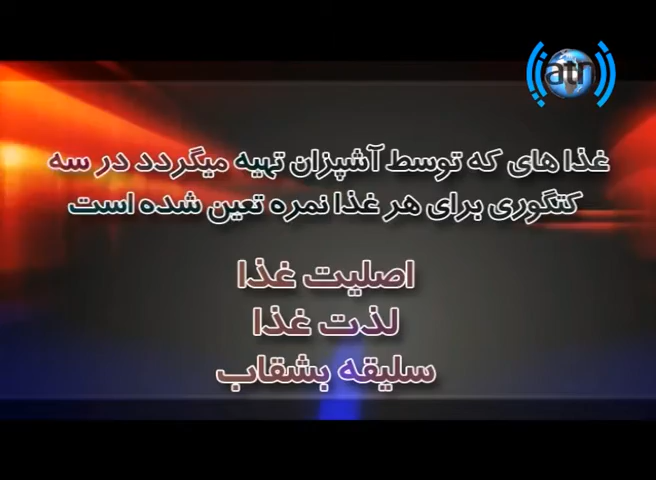 atn
غذا های که توسط آشپزان تهیه میگردد در سه
کتگوری برای هر غذا نمره تعین شده است
اصلیت غذا
لذت غذا
سلیقه بشقاب